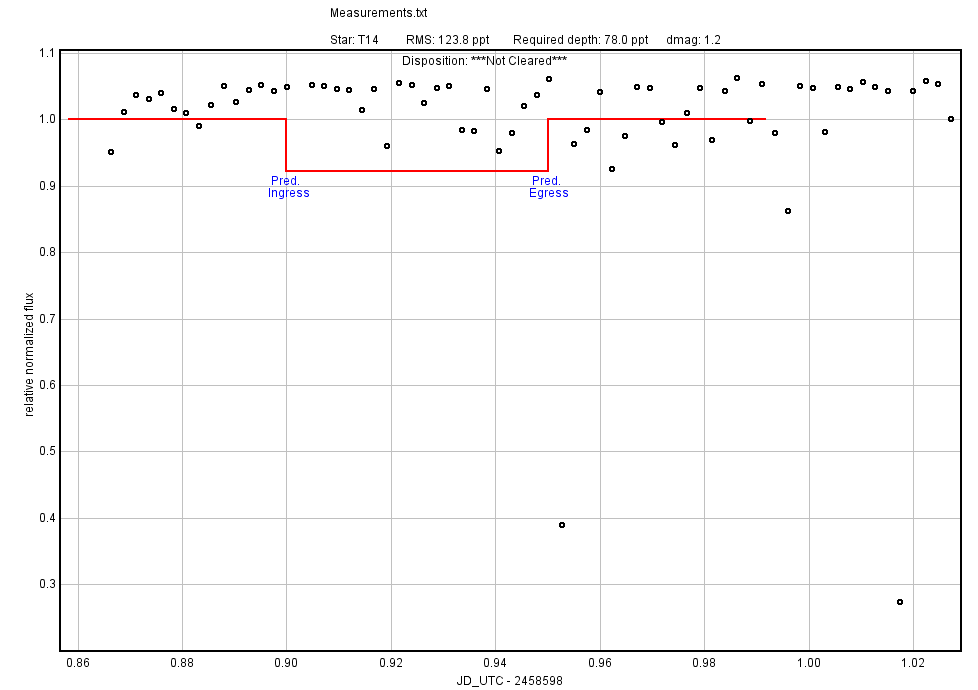 Measurements.txt
Star: T14 RMS: 123.8 ppt Required depth: 78.0 ppt dmag: 1.2
Disposition: ***Not Cleared***
1.1
1.0
0.9
0.8
0.7
0.6
0.5
0.4
0.3
relative normalized flux
Pred.
Ingress
Pred.
Egress
0.86 0.88 0.90 0.92 0.94 0.96 0.98 1.00 1.02
JD_UTC - 2458598